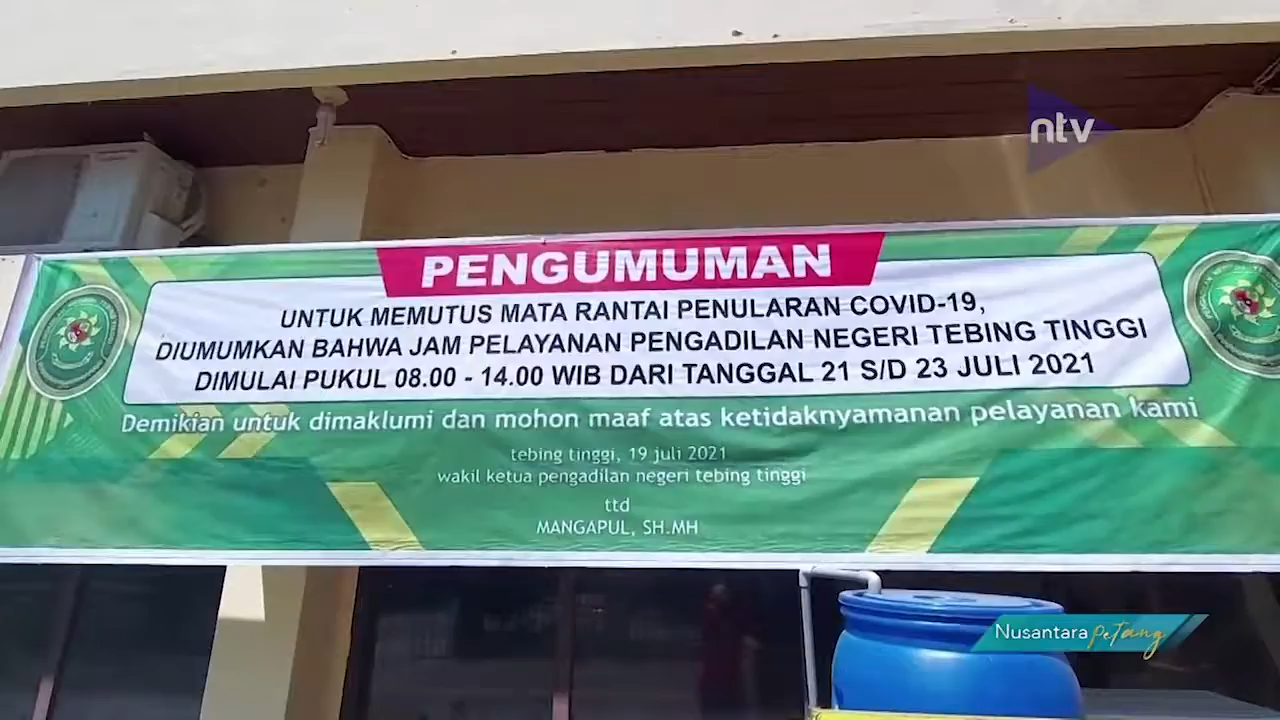 ntv
PENGUMUMAN
UNTUK MEMUTUS MATA RANTAI PENULARAN COVID-19,
DIUMUMKAN BAHWA JAM PELAYANAN PENGADILAN NEGERI TEBING TINGGI
DIMULAI PUKUL 08.00 - 14.00 WIB DARI TANGGAL 21 S/D 23 JULI 2021
Demikian untuk dimaklumi dan mohon maaf atas ketidaknyamanan pelayanan kami
tebing tinggi, 19 juli 2021
wakil ketua pengadilan negeri tebing tinggi
ttd
MANGAPUL, SH.MH
Nusantara Petang